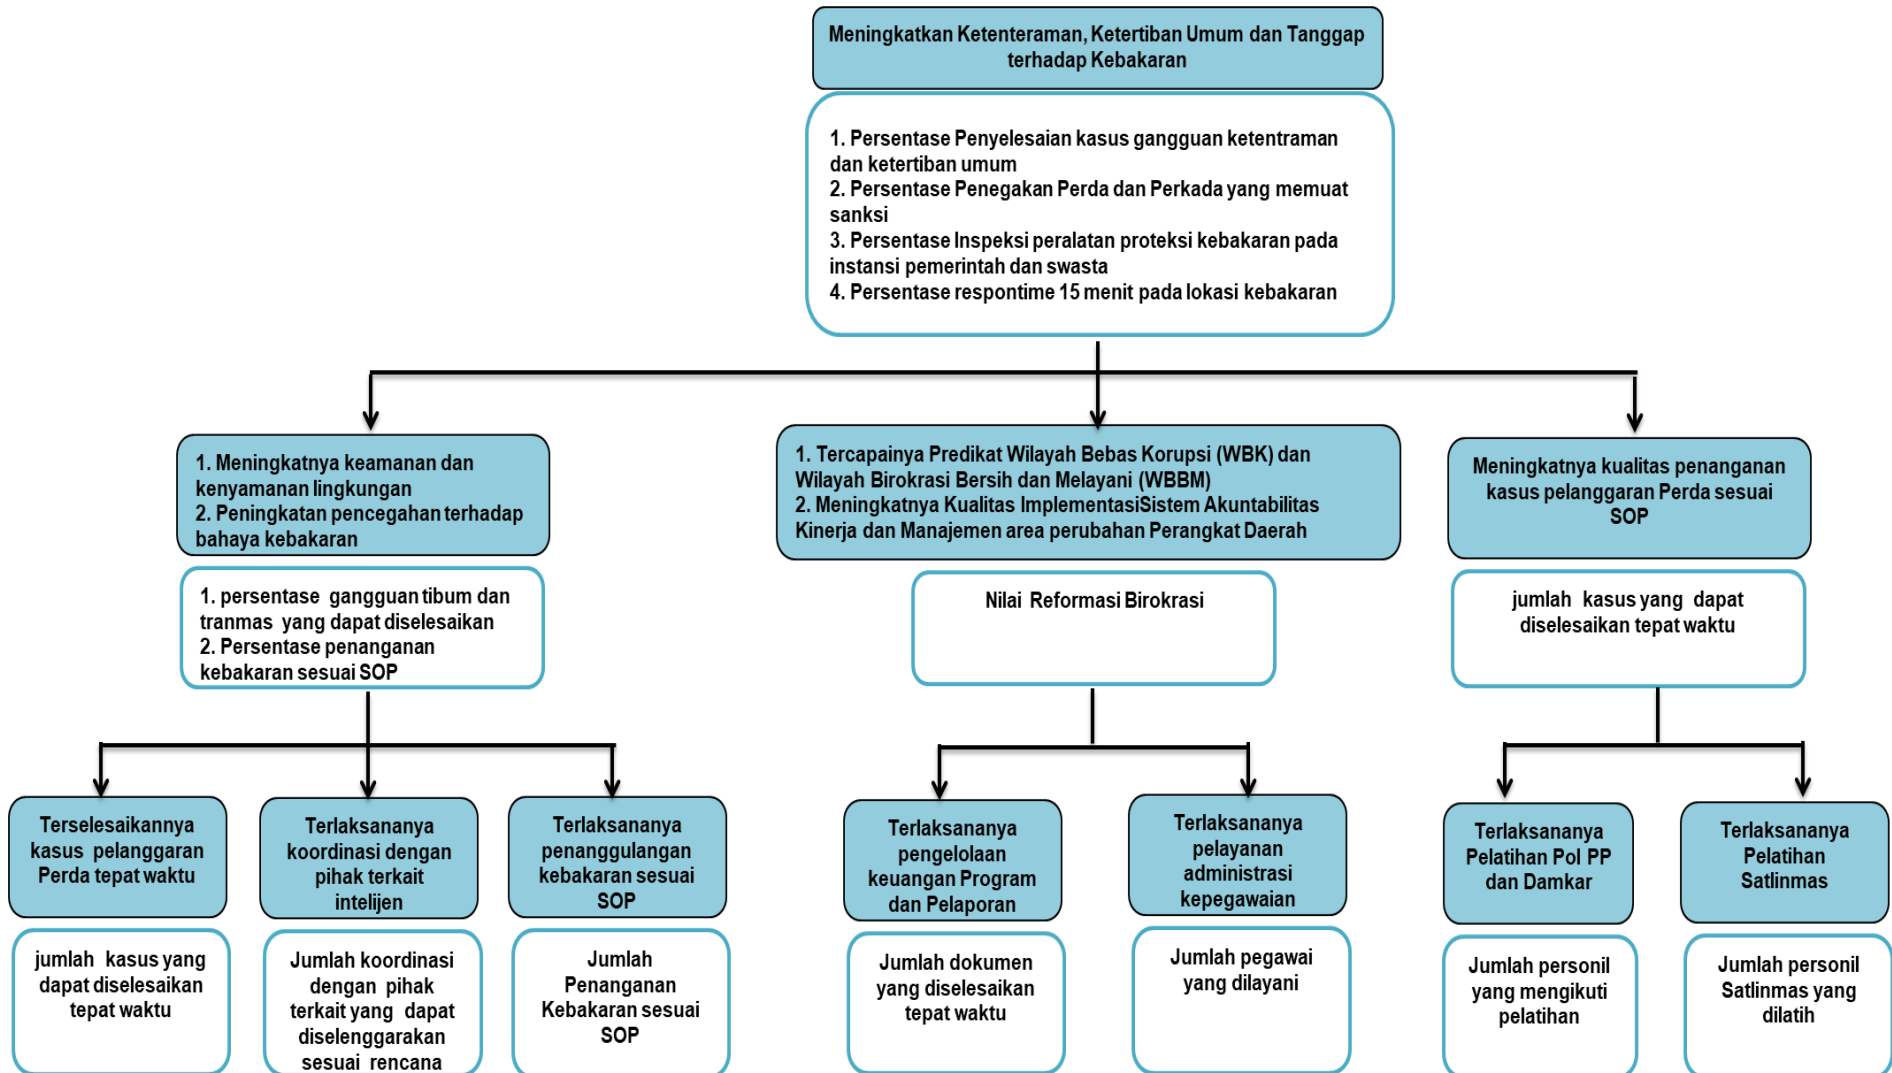 Meningkatkan Ketenteraman, Ketertiban Umum dan Tanggap
terhadap Kebakaran
1. Persentase Penyelesaian kasus gangguan ketentraman
dan ketertiban umum
2. Persentase Penegakan Perda dan Perkada yang memuat
sanksi
3. Persentase Inspeksi peralatan proteksi kebakaran pada
instansi pemerintah dan swasta
4. Persentase respontime 15 menit pada lokasi kebakaran
1. Meningkatnya keamanan dan
kenyamanan lingkungan
2. Peningkatan pencegahan terhadap
bahaya kebakaran
1. persentase gangguan tibum dan
tranmas yang dapat diselesaikan
2. Persentase penanganan
kebakaran sesuai SOP
1. Tercapainya Predikat Wilayah Bebas Korupsi (WBK) dan
Wilayah Birokrasi Bersih dan Melayani (WBBM)
2. Meningkatnya Kualitas ImplementasiSistem Akuntabilitas
Kinerja dan Manajemen area perubahan Perangkat Daerah
Nilai Reformasi Birokrasi
Meningkatnya kualitas penanganan
kasus pelanggaran Perda sesuai
SOP
jumlah kasus yang dapat
diselesaikan tepat waktu
Terselesaikannya
kasus pelanggaran
Perda tepat waktu
jumlah kasus yang
dapat diselesaikan
tepat waktu
Terlaksananya
koordinasi dengan
pihak terkait
intelijen
Jumlah koordinasi
dengan pihak
terkait yang dapat
diselenggarakan
sesuai rencana
Terlaksananya
penanggulangan
kebakaran sesuai
SOP
Jumlah
Penanganan
Kebakaran sesuai
SOP
Terlaksananya
pengelolaan
keuangan Program
dan Pelaporan
Jumlah dokumen
yang diselesaikan
tepat waktu
Terlaksananya
pelayanan
administrasi
kepegawaian
Jumlah pegawai
yang dilayani
Terlaksananya
Pelatihan Pol PP
dan Damkar
Jumlah personil
yang mengikuti
pelatihan
Terlaksananya
Pelatihan
Satlinmas
Jumlah personil
Satlinmas yang
dilatih